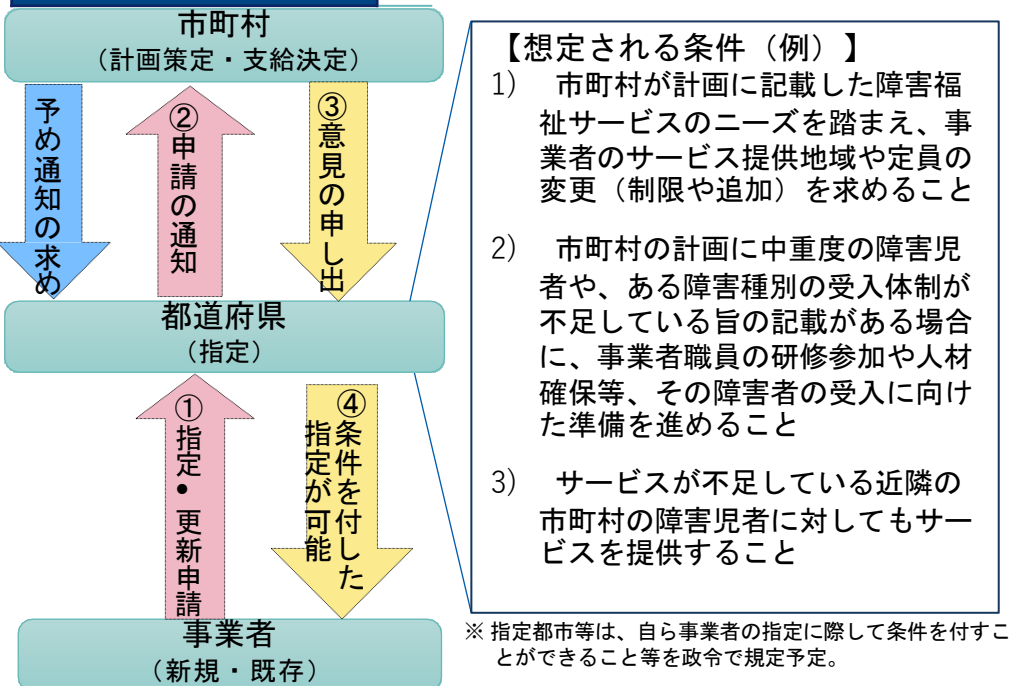 市町村
（計画策定・支給決定）
予め通知の求め
②申請の通知
③意見の申し出
都道府県
（指定）
①指定・更新申請
④条件を付した
指定が可能
事業者
（新規・既存）
【想定される条件（例）】
1)　市町村が計画に記載した障害福
祉サービスのニーズを踏まえ、事
業者のサービス提供地域や定員の
変更（制限や追加）を求めること
2)　市町村の計画に中重度の障害児
者や、ある障害種別の受入体制が
不足している旨の記載がある場合
に、事業者職員の研修参加や人材
確保等、その障害者の受入に向け
た準備を進めること
3)　サービスが不足している近隣の
市町村の障害児者に対してもサー
ビスを提供すること
※ 指定都市等は、自ら事業者の指定に際して条件を付すこ
とができること等を政令で規定予定。